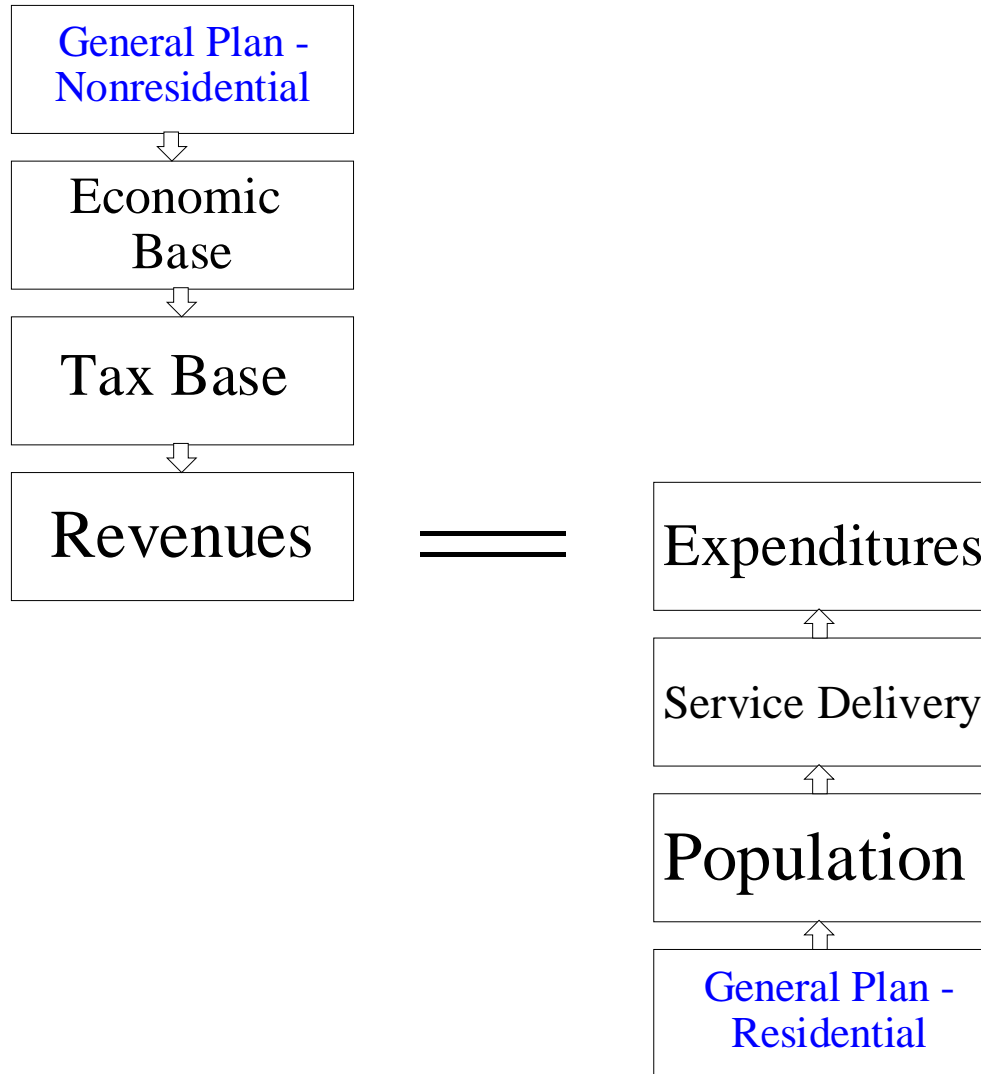 General Plan -
Nonresidential
Economic
Base
Tax Base
Revenues
Expenditures
Service Delivery
Population
General Plan -
Residential